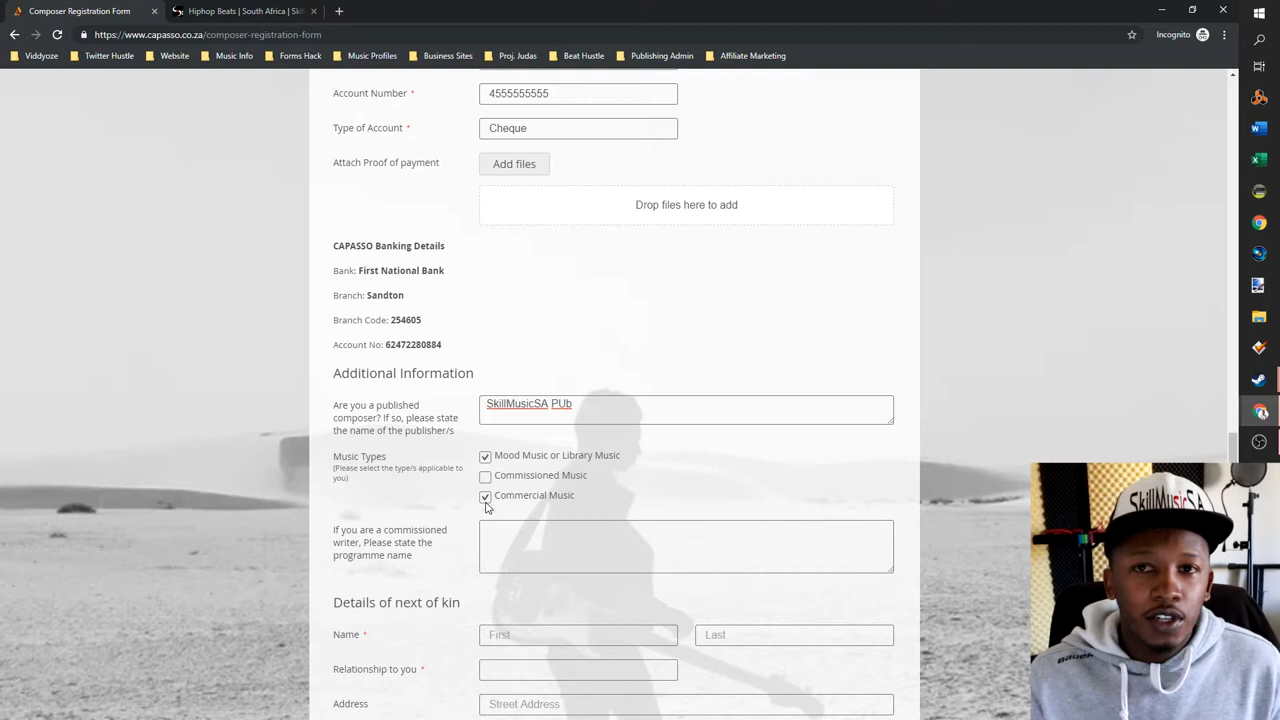 Composer Registration Form
Hiphop Beats | South Africa | Skil
https://www.capasso.co.za/composer-registration-form
Incognito
Viddyoze
Twitter Hustle
Website
Music Info
Forms Hack
Music Profiles
Business Sites
Proj. Judas
Beat Hustle
Publishing Admin
Affiliate Marketing
Account Number *
4555555555
Type of Account *
Cheque
Attach Proof of payment
Add files
Drop files here to add
CAPASSO Banking Details
Bank: First National Bank
Branch: Sandton
Branch Code: 254605
Account No: 62472280884
Additional Information
Are you a published
composer? If so, please state
the name of the publisher/s
SkillMusicSA PUb
Music Types
(Please select the type/s applicable to
you)
Mood Music or Library Music
Commissioned Music
Commercial Music
If you are a commissioned
writer, Please state the
programme name
Details of next of kin
Name *
First
Last
Relationship to you *
Address
Street Address
SkillMusicSA